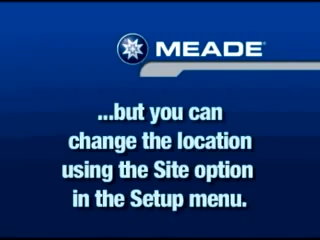 MEADE®
...but you can
change the location
using the Site option
in the Setup menu.